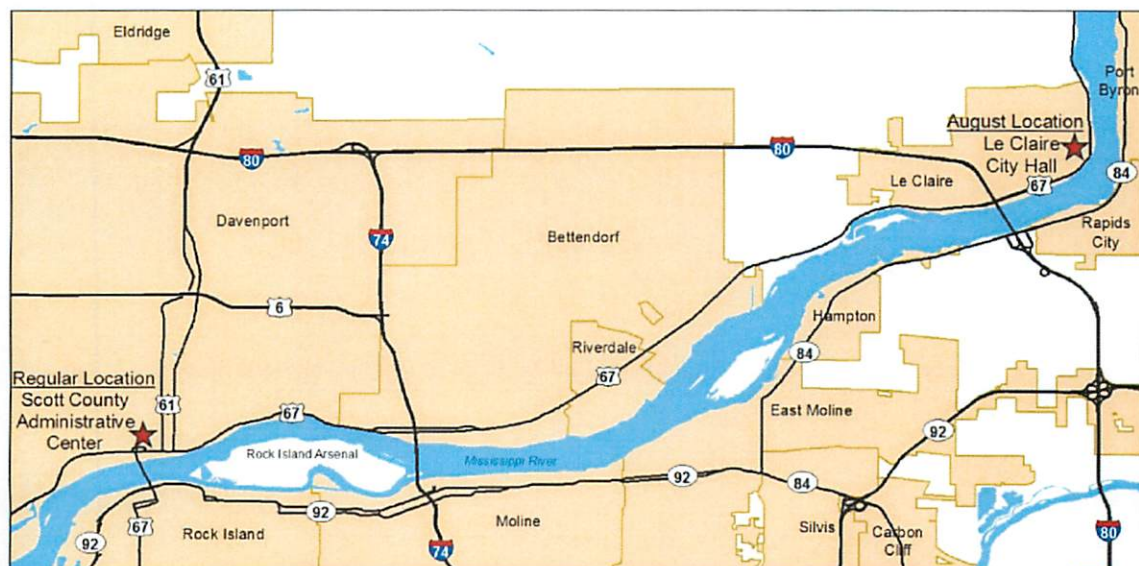 Eldridge
61
Port
Byron
August Location
Le Claire
City Hall
80
80
84
Le Claire
67
Davenport
74
Bettendorf
Rapids
City
6
Hampton
Riverdale
84
67
Regular Location
Scott County
Administrative
Center
61
67
East Moline
92
Rock Island Arsenal
Mississippi River
92
84
92
67
92
Rock Island
Moline
74
Silvis
Carbon
Cliff
80